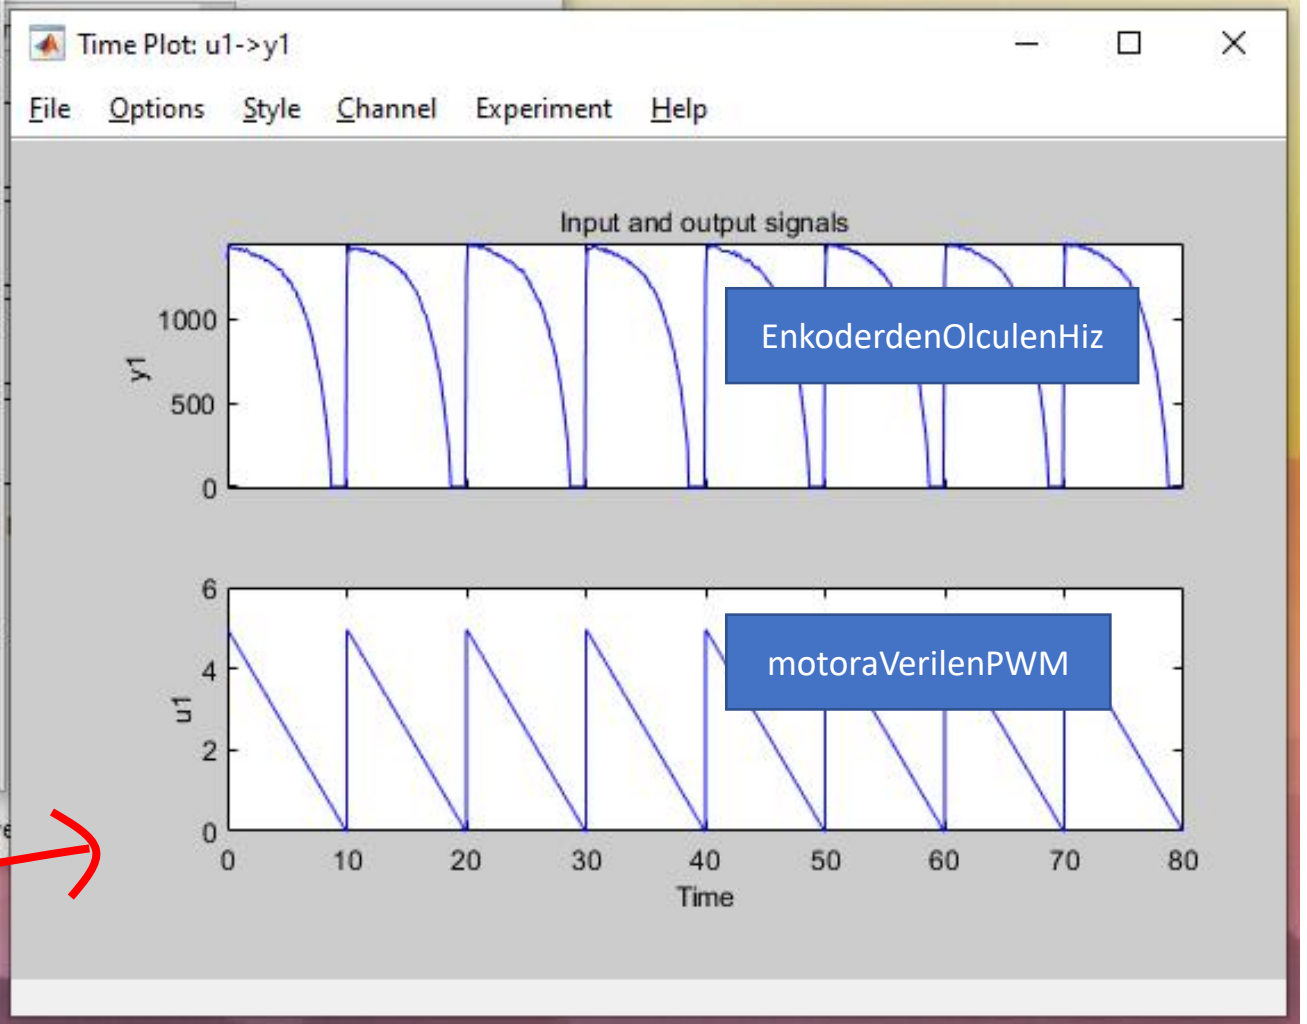 Time Plot: u1->y1
File Options Style Channel Experiment Help
Input and output signals
y1
1000
500
0
EnkoderdenOlculenHiz
u1
6
4
2
0
motoraVerilenPWM
0 10 20 30 40 50 60 70 80
Time